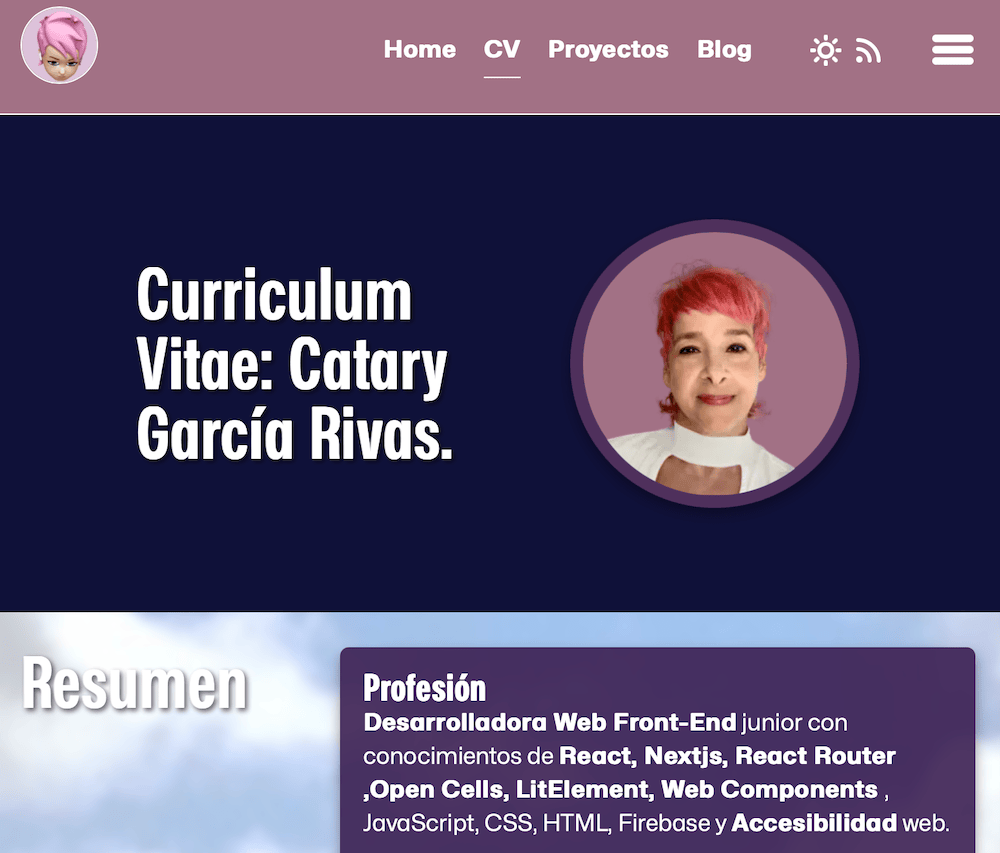 Home CV Proyectos Blog
Curriculum
Vitae: Catary
García Rivas.
Resumen
Profesión
Desarrolladora Web Front-End junior con
conocimientos de React, Nextjs, React Router
,Open Cells, LitElement, Web Components ,
JavaScript, CSS, HTML, Firebase y Accesibilidad web.